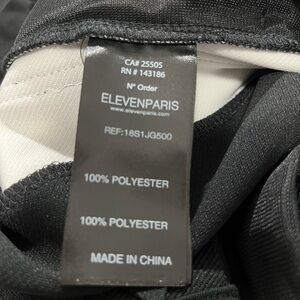 CA# 25505
RN # 143186
N° Order
ELEVENPARIS
www.elevenparis.com
REF:18S1JG500
100% POLYESTER
100% POLYESTER
MADE IN CHINA